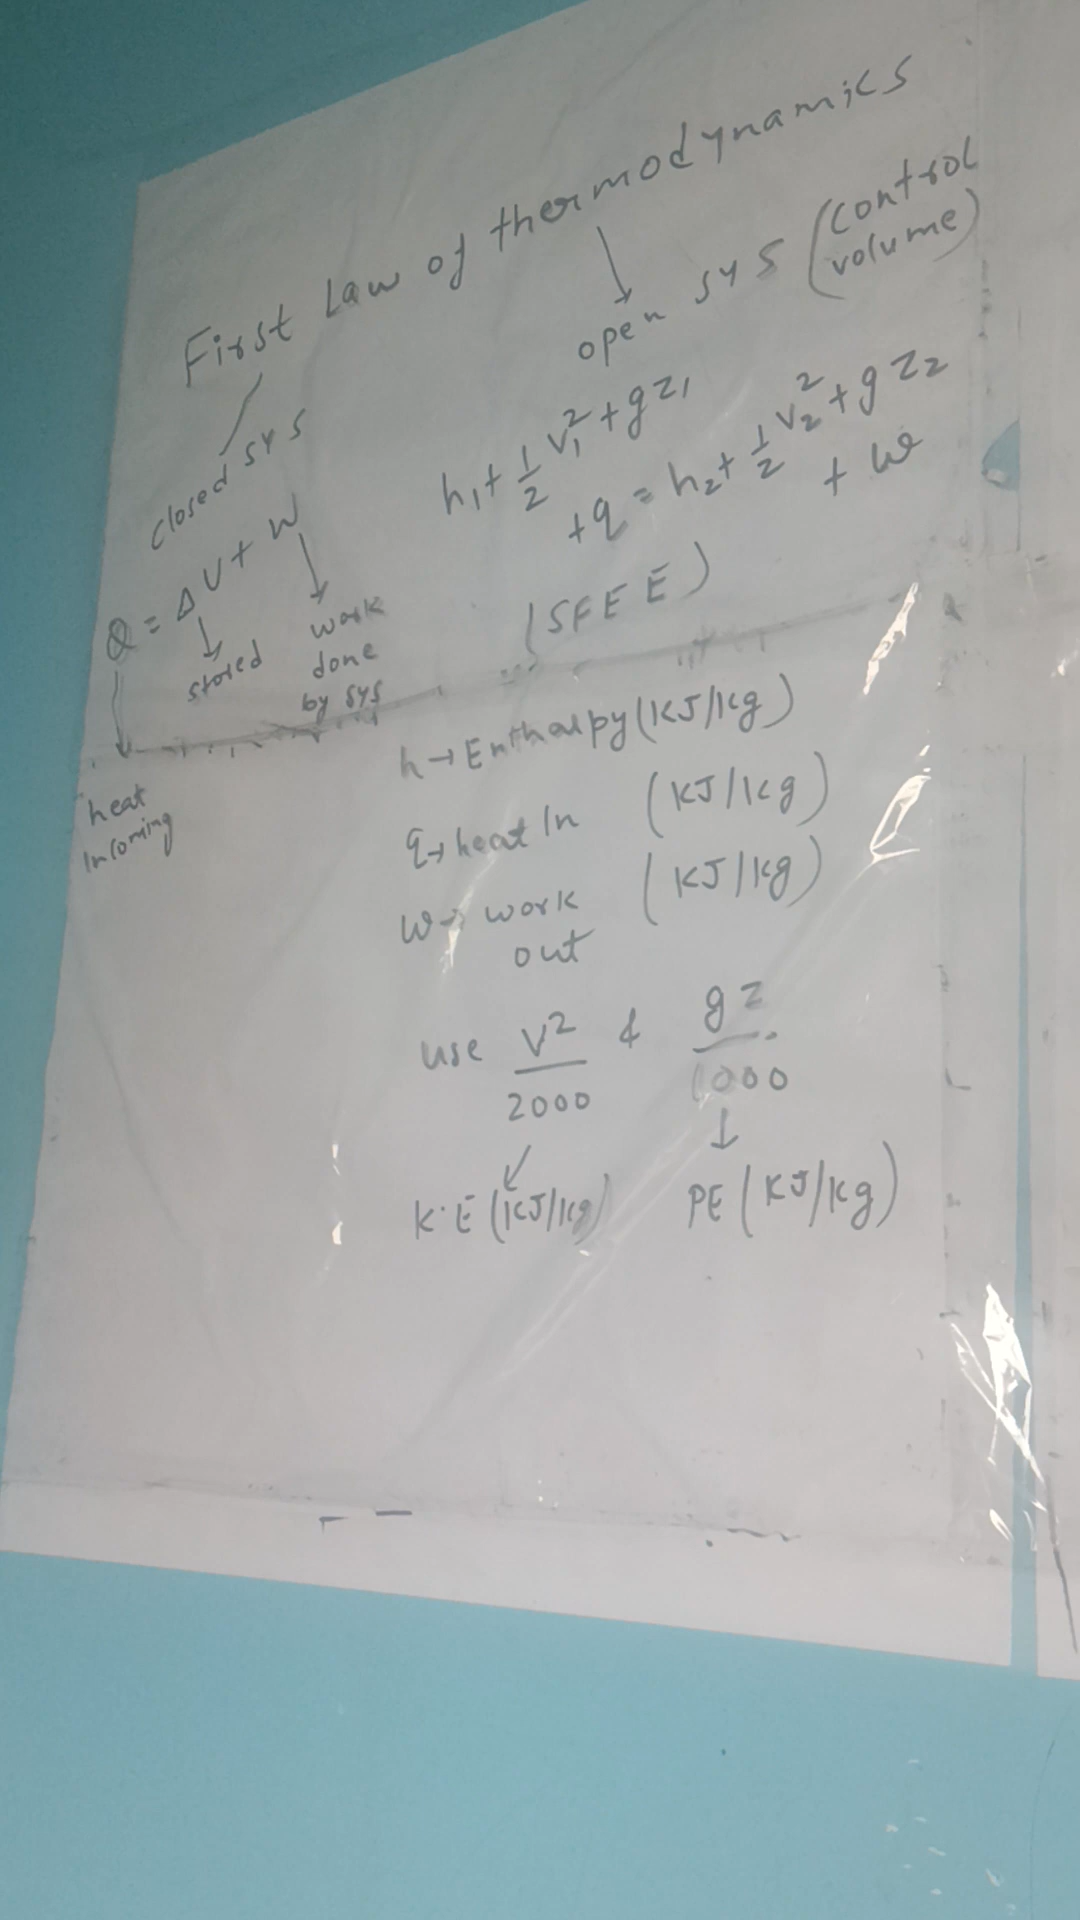 First Law of thermodynamics
closed sys
Q = ΔU + W
stored
work
done
by sys
heat
incoming
open sys (control
volume)
h₁ + 1/2 v₁² + gz₁
+q = h₂ + 1/2 v₂² + gz₂
+ w
(SFEE)
h → Enthalpy (KJ/kg)
q → heat In (KJ/kg)
w → work (KJ/kg)
out
use v²/2000 & gz/1000
K.E (KJ/kg) PE (KJ/kg)